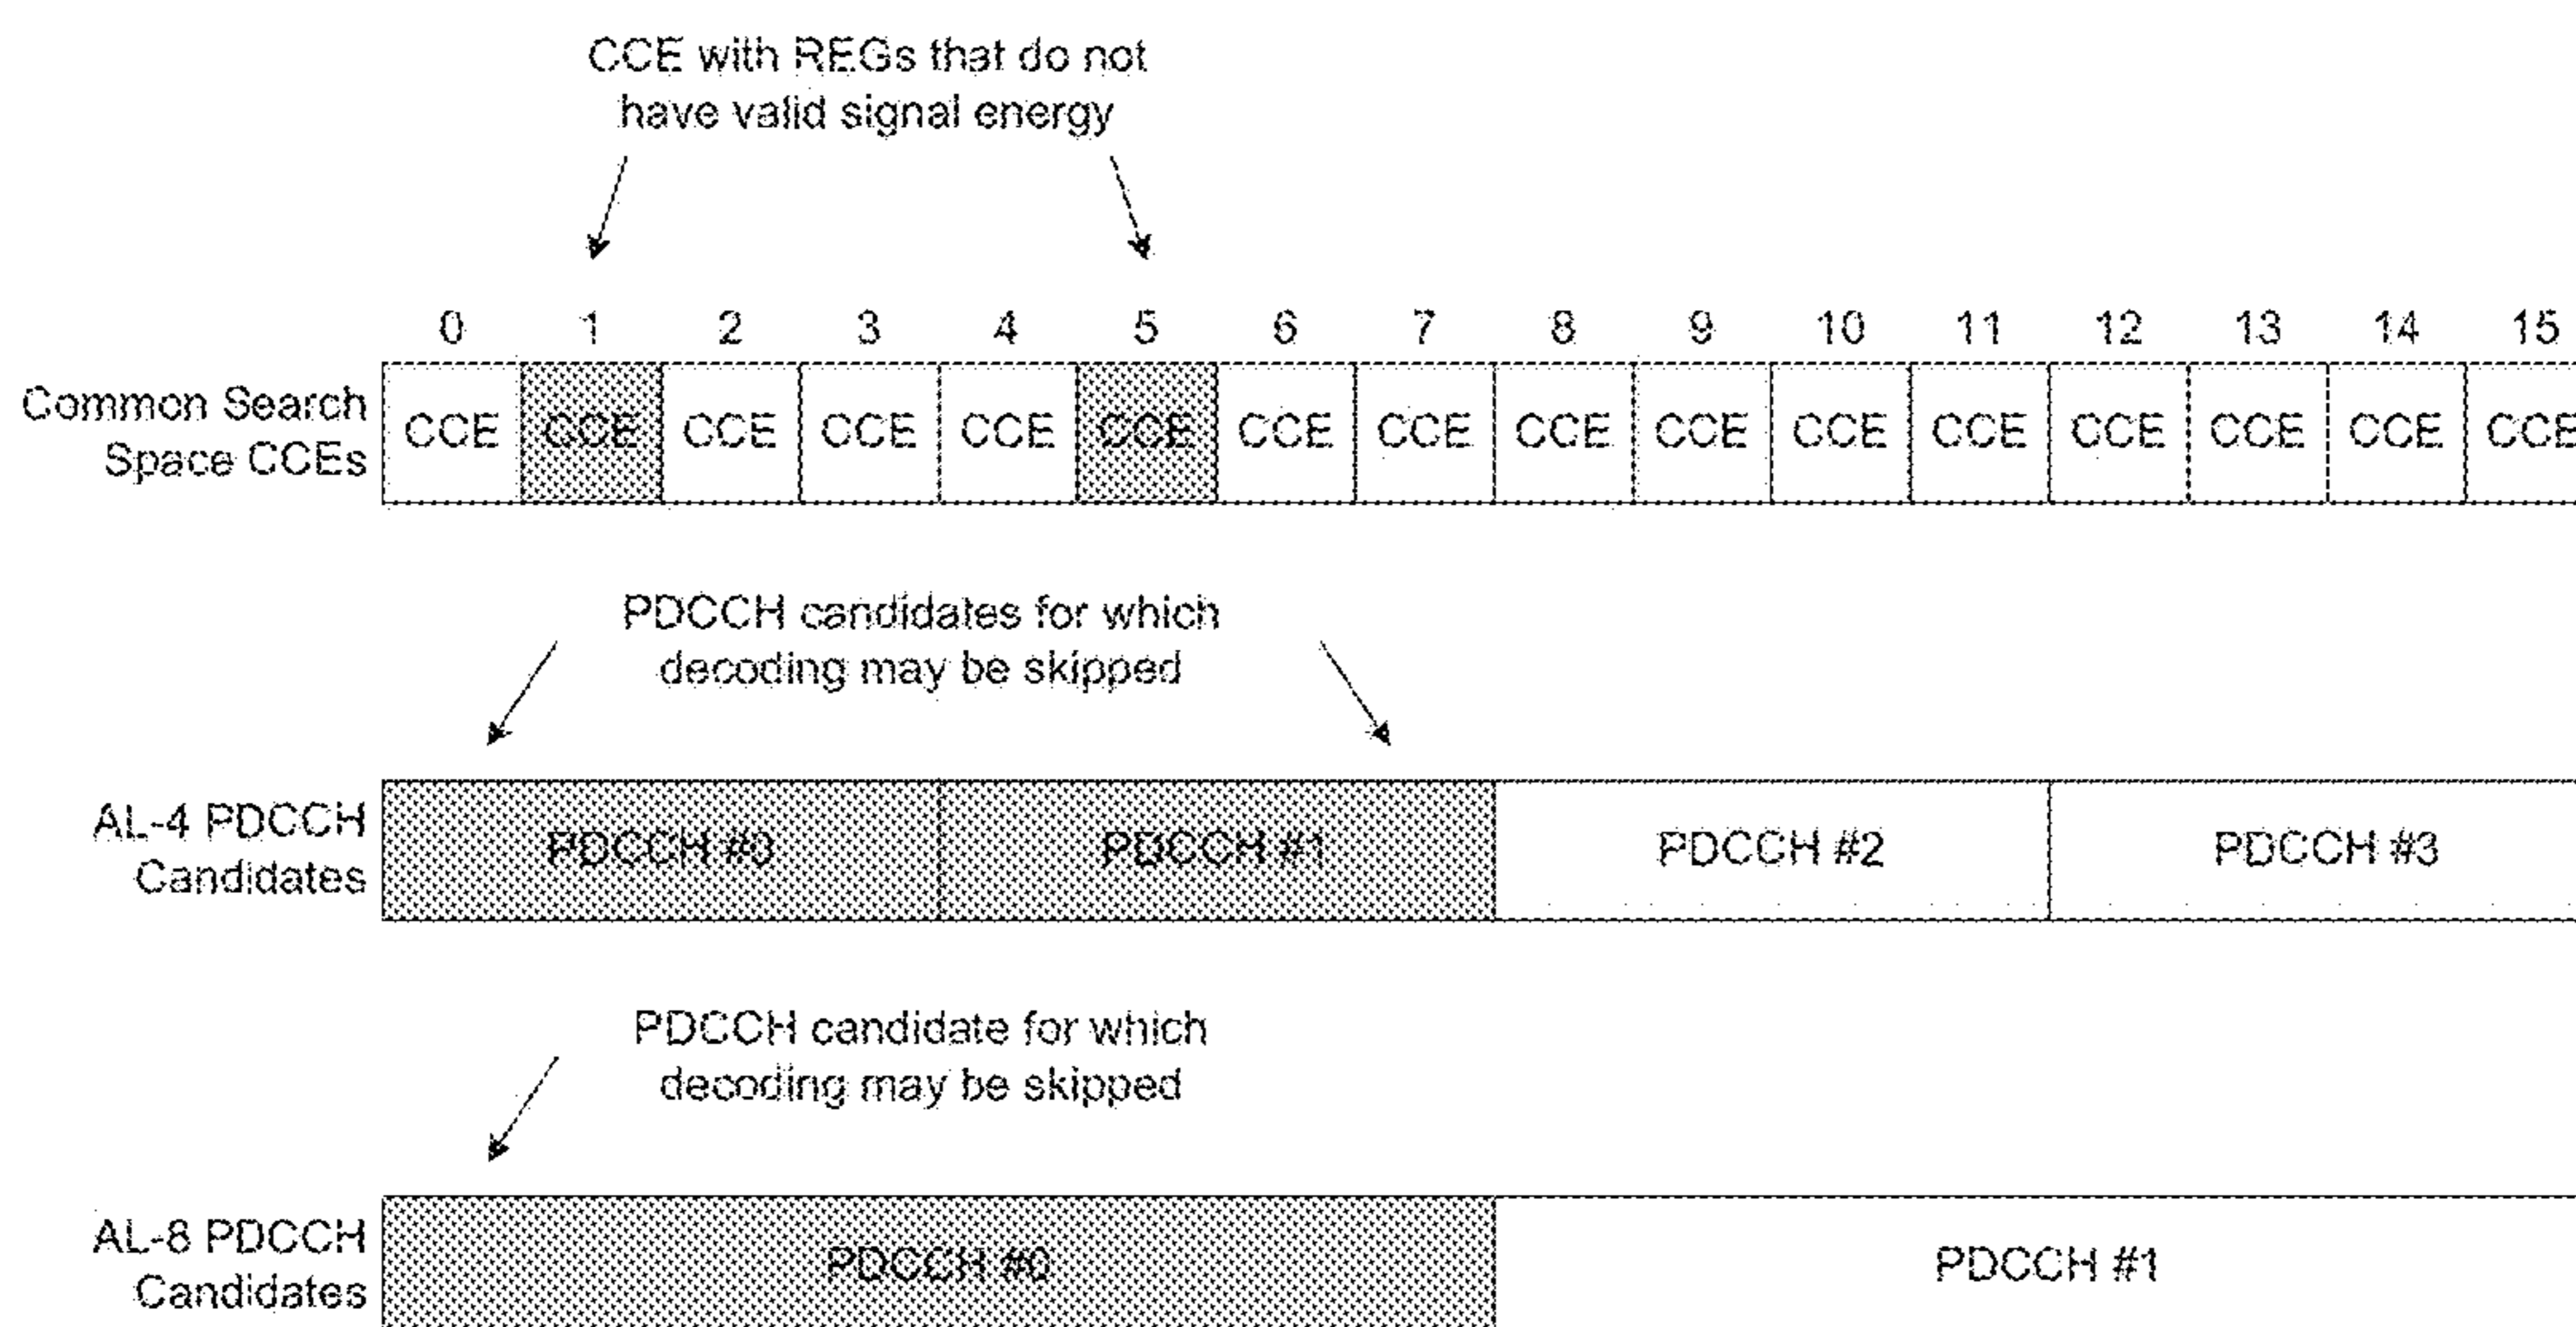 CCE with REGs that do not
have valid signal energy
0 1 2 3 4 5 6 7 8 9 10 11 12 13 14 15
Common Search
Space CCEs
CCE CCE CCE CCE CCE CCE CCE CCE CCE CCE CCE CCE CCE CCE CCE CCE
PDCCH candidates for which
decoding may be skipped
AL-4 PDCCH
Candidates
PDCCH #0 PDCCH #1 PDCCH #2 PDCCH #3
PDCCH candidate for which
decoding may be skipped
AL-8 PDCCH
Candidates
PDCCH #0 PDCCH #1